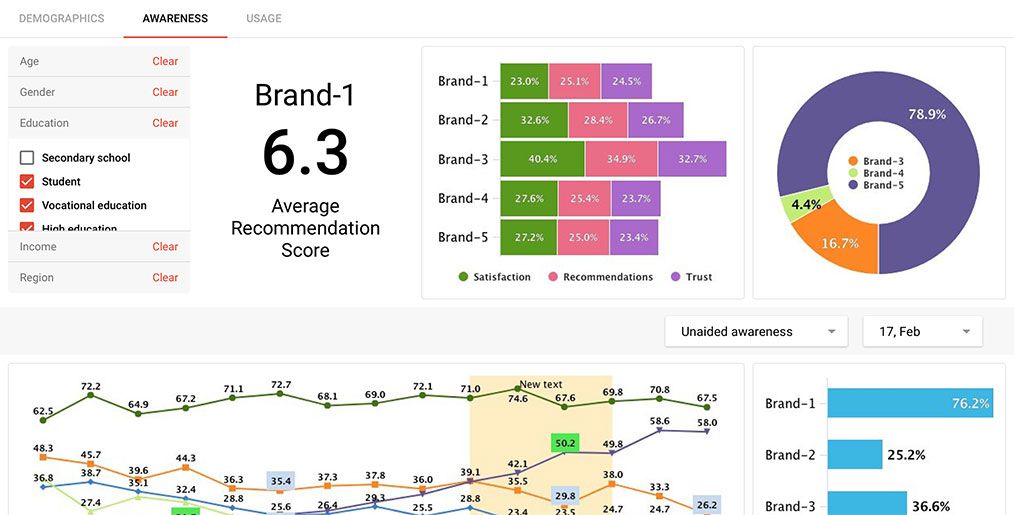 DEMOGRAPHICS AWARENESS USAGE
Age Clear
Gender Clear
Education Clear
Secondary school
Student
Vocational education
High education
Income Clear
Region Clear
Brand-1
6.3
Average
Recommendation
Score
Brand-1 23.0% 25.1% 24.5%
Brand-2 32.6% 28.4% 26.7%
Brand-3 40.4% 34.9% 32.7%
Brand-4 27.6% 25.4% 23.7%
Brand-5 27.2% 25.0% 23.4%
Satisfaction Recommendations Trust
78.9%
Brand-3
Brand-4
Brand-5
4.4%
16.7%
Unaided awareness 17, Feb
New text
62.5 72.2 64.9 67.2 71.1 72.7 68.1 69.0 72.1 71.0 74.6 67.6 69.8 70.8 67.5
48.3 45.7 39.6 44.3 36.3 35.4 37.3 37.8 36.0 39.1 35.5 29.8 38.0 33.3 26.2
42.1 50.2 49.8 58.6 58.0
36.8 38.7 35.1 32.4 28.8 25.6 26.4 29.3 25.5 28.8 23.4 23.5 24.7 24.7
27.4
Brand-1 76.2%
Brand-2 25.2%
Brand-3 36.6%